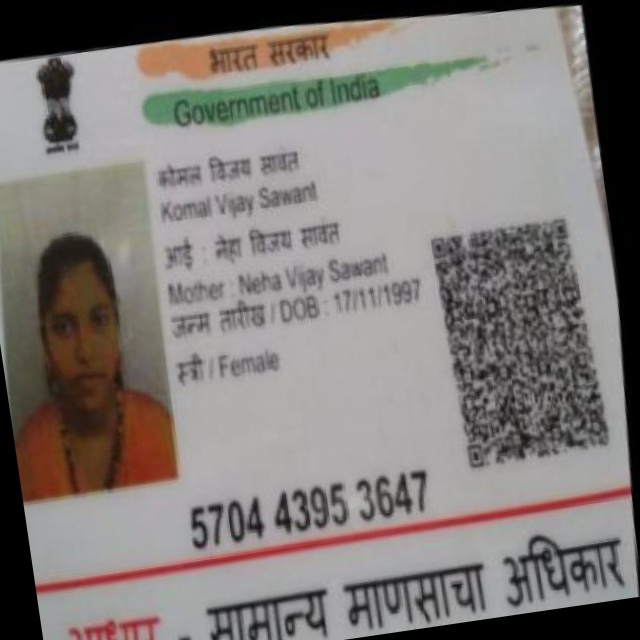 भारत सरकार
Government of India
कोमल विजय सावंत
Komal Vijay Sawant
आई : नेहा विजय सावंत
Mother : Neha Vijay Sawant
जन्म तारीख / DOB : 17/11/1997
स्त्री / Female
5704 4395 3647
- सामान्य माणसाचा अधिकार